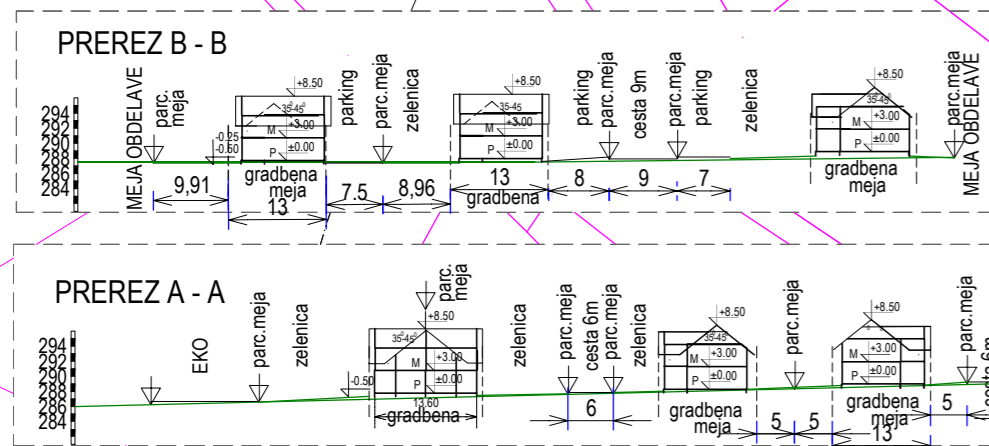 PREREZ B - B
294
292
290
288
286
284
MEJA OBDELAVE
parc.
meja
-0.25
-0.50
+8.50
35-45°
M +3.00
P ±0.00
gradbena
meja
parking
parc.meja
zelenica
+8.50
35-45
M +3.00
P ±0.00
gradbena
parking
parc.meja
cesta 9m
parc.meja
parking
zelenica
+8.50
35-45
M +3.00
P ±0.00
gradbena
meja
parc.meja
MEJA OBDELAVE
9,91
13
7.5
8,96
13
8
9
7
PREREZ A - A
294
292
290
288
286
284
EKO
parc.meja
zelenica
-0.50
parc.
meja
+8.50
35-45°
M +3.00
P ±0.00
13.60
gradbena
zelenica
parc.meja
cesta 6m
parc.meja
6
zelenica
+8.50
35-45°
M +3.00
P ±0.00
gradbena
meja
parc.meja
5
5
+8.50
35-45°
M +3.00
P ±0.00
gradbena
meja
13
parc.meja
5
cesta 6m